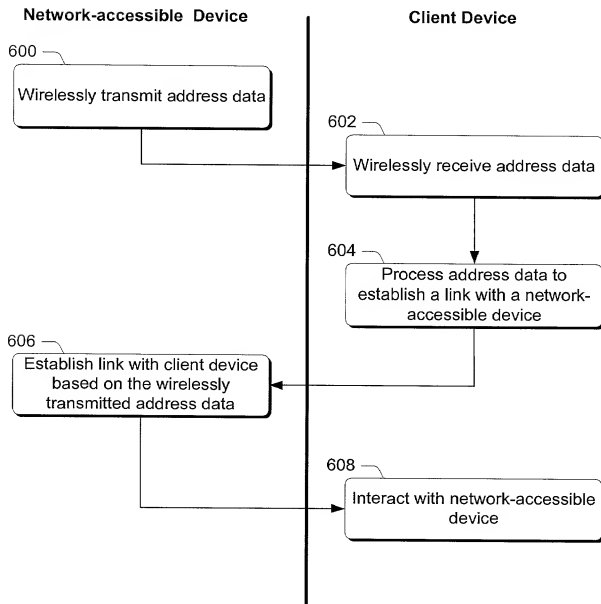 Network-accessible Device
Client Device
600
Wirelessly transmit address data
602
Wirelessly receive address data
604
Process address data to
establish a link with a network-
accessible device
606
Establish link with client device
based on the wirelessly
transmitted address data
608
Interact with network-accessible
device